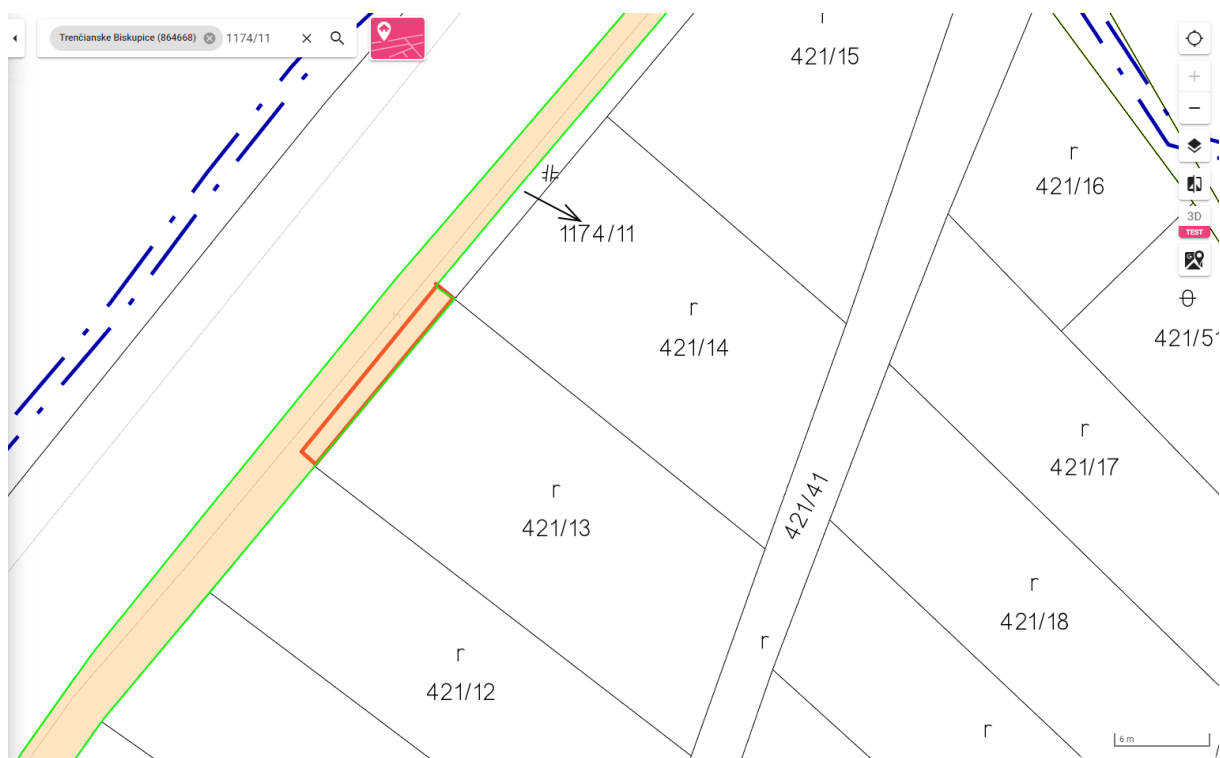 Trenčianske Biskupice (864668) 1174/11
421/15
r
421/16
1174/11
3D
TEST
r
421/14
421/51
r
421/17
r
421/13
421/41
r
421/18
r
r
421/12
r
6 m